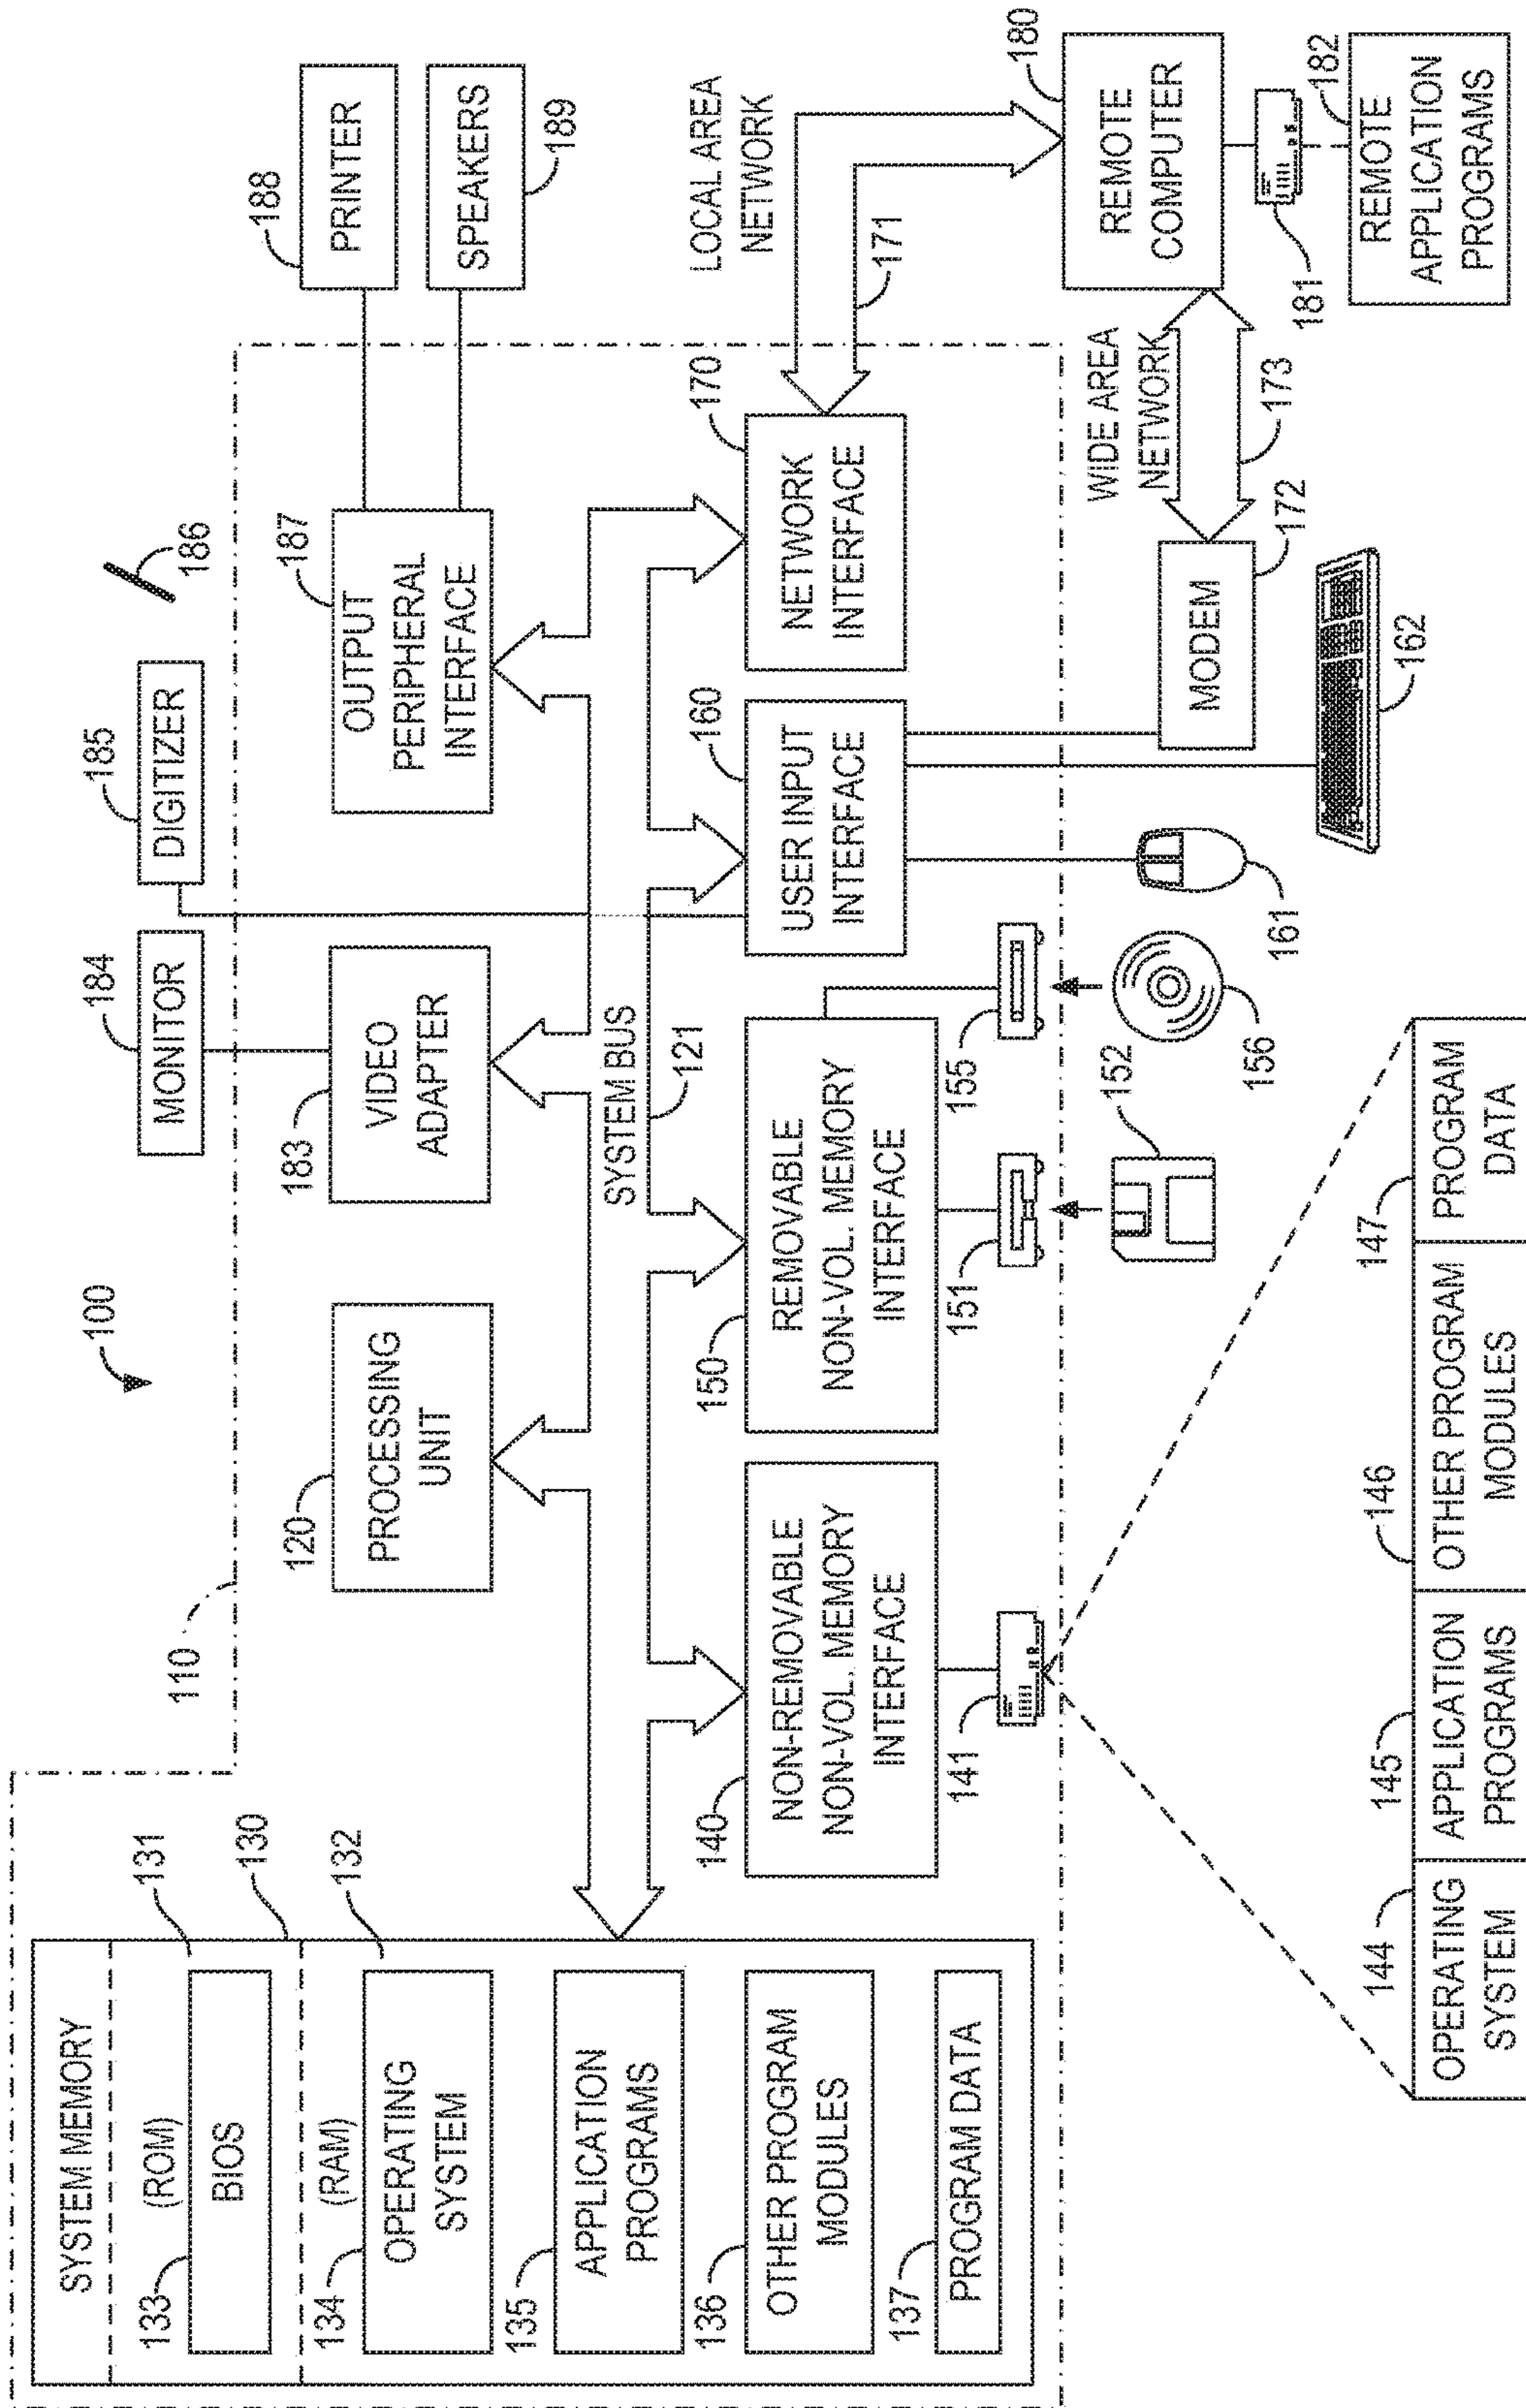 100
110
SYSTEM MEMORY
(ROM)
131
133
BIOS
130
(RAM)
132
134
OPERATING
SYSTEM
135
APPLICATION
PROGRAMS
136
OTHER PROGRAM
MODULES
137
PROGRAM DATA
120
PROCESSING
UNIT
183
VIDEO
ADAPTER
184
MONITOR
185
DIGITIZER
186
187
OUTPUT
PERIPHERAL
INTERFACE
188
PRINTER
SPEAKERS
189
SYSTEM BUS
121
140
NON-REMOVABLE
NON-VOL. MEMORY
INTERFACE
150
REMOVABLE
NON-VOL. MEMORY
INTERFACE
160
USER INPUT
INTERFACE
170
NETWORK
INTERFACE
LOCAL AREA
NETWORK
171
141
151
155
152
156
161
162
MODEM
172
WIDE AREA
NETWORK
173
180
REMOTE
COMPUTER
181
182
REMOTE
APPLICATION
PROGRAMS
144
OPERATING
SYSTEM
145
APPLICATION
PROGRAMS
146
OTHER PROGRAM
MODULES
147
PROGRAM
DATA